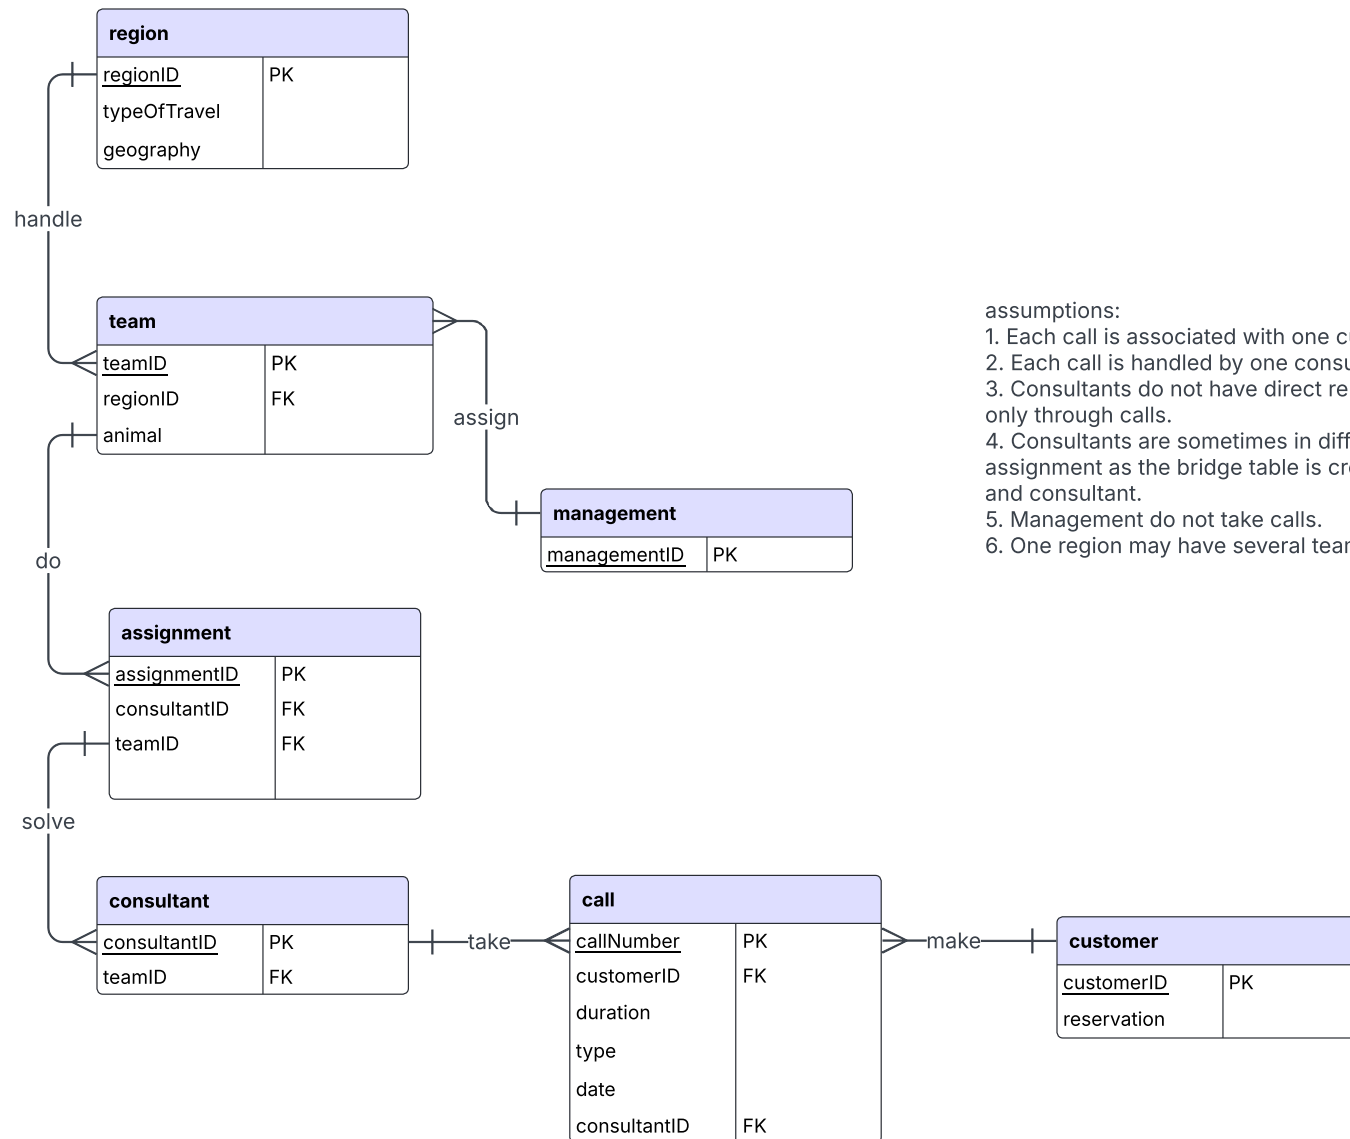 region
regionID PK
typeOfTravel
geography
handle
team
teamID PK
regionID FK
animal
assign
management
managementID PK
do
assignment
assignmentID PK
consultantID FK
teamID FK
solve
consultant
consultantID PK
teamID FK
take
call
callNumber PK
customerID FK
duration
type
date
consultantID FK
make
customer
customerID PK
reservation
assumptions:
1. Each call is associated with one
2. Each call is handled by one
3. Consultants do not have direct
only through calls.
4. Consultants are sometimes in
assignment as the bridge table is
and consultant.
5. Management do not take calls.
6. One region may have several